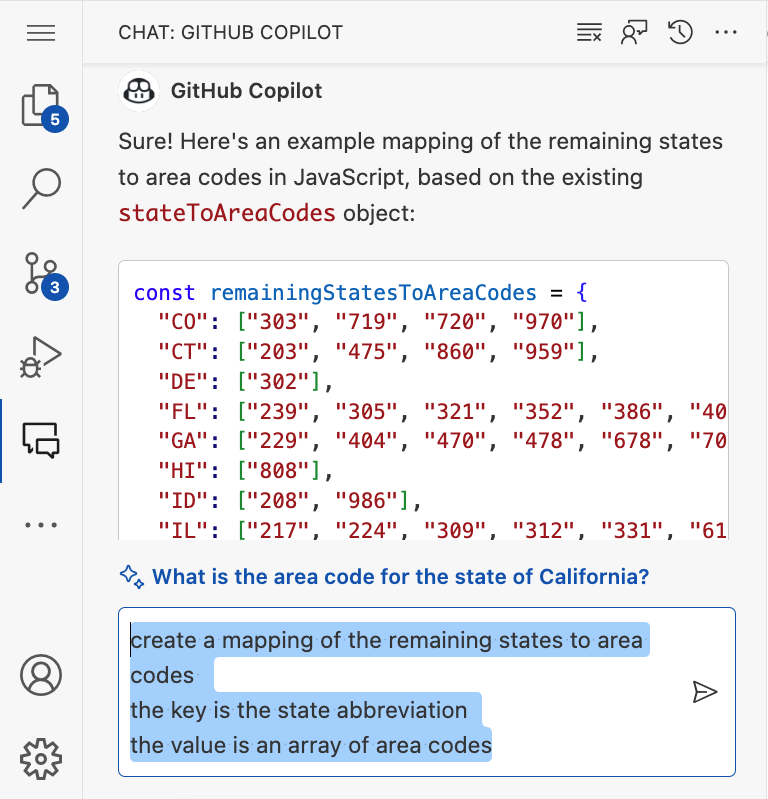 CHAT: GITHUB COPILOT
GitHub Copilot
Sure! Here's an example mapping of the remaining states
to area codes in JavaScript, based on the existing
stateToAreaCodes object:
const remainingStatesToAreaCodes = {
"CO": ["303", "719", "720", "970"],
"CT": ["203", "475", "860", "959"],
"DE": ["302"],
"FL": ["239", "305", "321", "352", "386", "40
"GA": ["229", "404", "470", "478", "678", "70
"HI": ["808"],
"ID": ["208", "986"],
"IL": ["217", "224", "309", "312", "331", "61
What is the area code for the state of California?
create a mapping of the remaining states to area
codes
the key is the state abbreviation
the value is an array of area codes
5
3